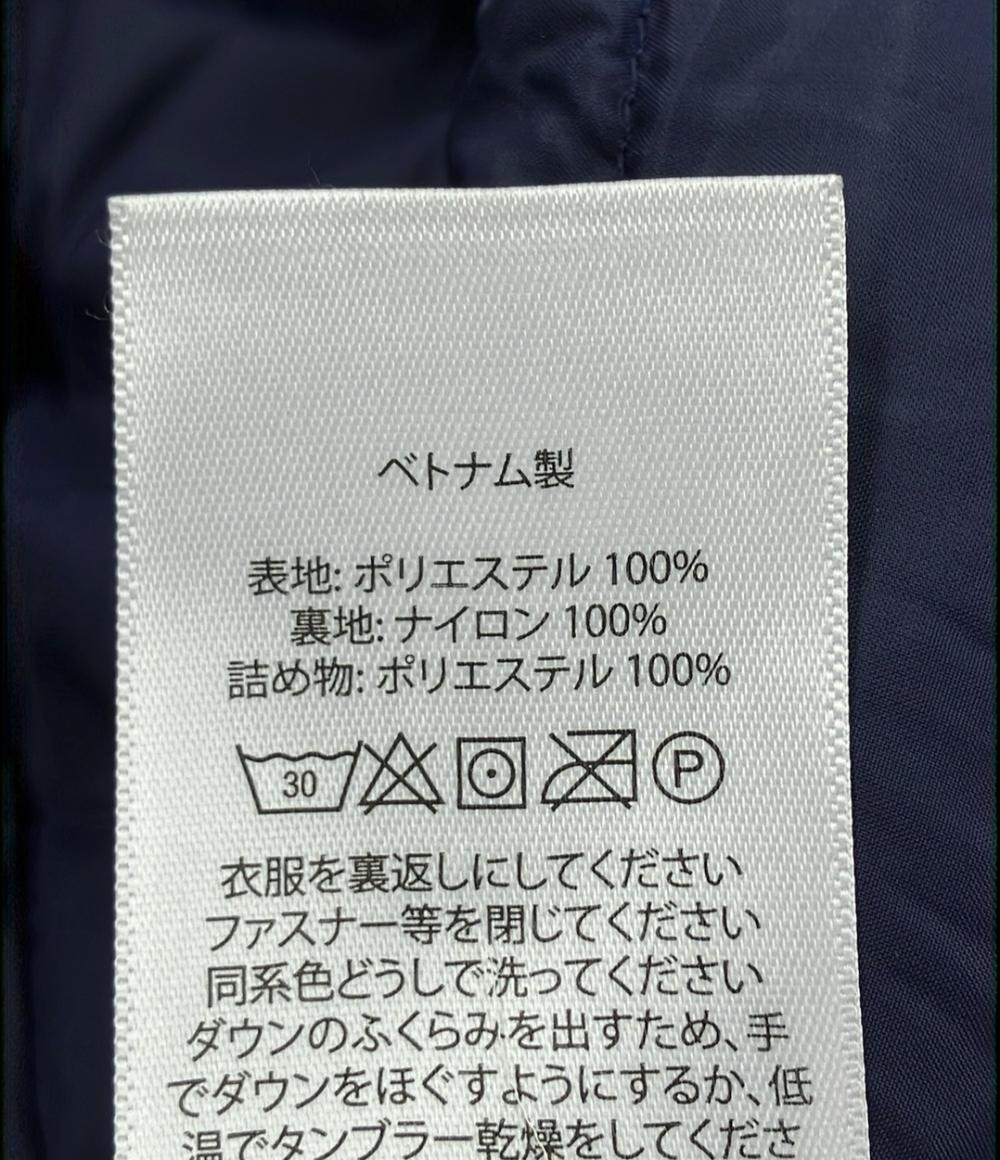 ベトナム製
表地: ポリエステル 100%
裏地: ナイロン 100%
詰め物: ポリエステル 100%
30 P
衣服を裏返しにしてください
ファスナー等を閉じてください
同系色どうしで洗ってください
ダウンのふくらみを出すため、手
でダウンをほぐすようにするか、低
温でタンブラー乾燥をしてくださ